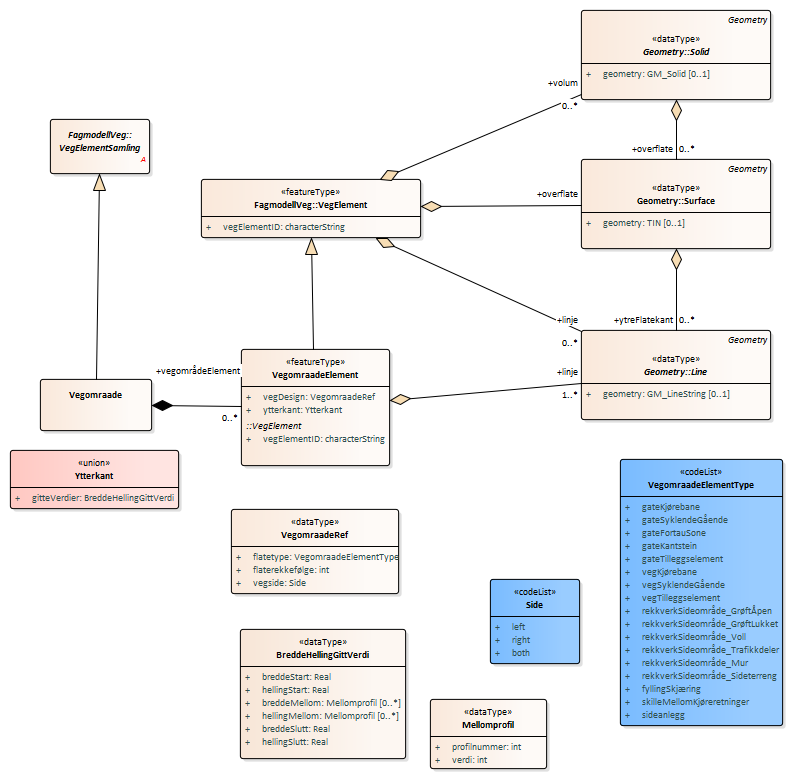 Geometry
«dataType»
Geometry::Solid
+ geometry: GM_Solid [0..1]
+volum
0..*
+overflate 0..*
FagmodellVeg::
VegElementSamling
A
«featureType»
FagmodellVeg::VegElement
+ vegElementID: characterString
+overflate
Geometry
«dataType»
Geometry::Surface
+ geometry: TIN [0..1]
+linje
0..*
+ytreFlatekant 0..*
Geometry
«dataType»
Geometry::Line
+ geometry: GM_LineString [0..1]
+linje
1..*
Vegomraade
+vegområdeElement
0..*
«featureType»
VegomraadeElement
+ vegDesign: VegomraadeRef
+ ytterkant: Ytterkant
::VegElement
+ vegElementID: characterString
«union»
Ytterkant
+ gitteVerdier: BreddeHellingGittVerdi
«dataType»
VegomraadeRef
+ flatetype: VegomraadeElementType
+ flaterekkefølge: int
+ vegside: Side
«dataType»
BreddeHellingGittVerdi
+ breddeStart: Real
+ hellingStart: Real
+ breddeMellom: Mellomprofil [0..*]
+ hellingMellom: Mellomprofil [0..*]
+ breddeSlutt: Real
+ hellingSlutt: Real
«codeList»
Side
+ left
+ right
+ both
«dataType»
Mellomprofil
+ profilnummer: int
+ verdi: int
«codeList»
VegomraadeElementType
+ gateKjørebane
+ gateSyklendeGående
+ gateFortauSone
+ gateKantstein
+ gateTilleggselement
+ vegKjørebane
+ vegSyklendeGående
+ vegTilleggselement
+ rekkverkSideområde_GrøftÅpen
+ rekkverkSideområde_GrøftLukket
+ rekkverkSideområde_Voll
+ rekkverkSideområde_Trafikkdeler
+ rekkverkSideområde_Mur
+ rekkverkSideområde_Sideterreng
+ fyllingSkjæring
+ skilleMellomKjøreretninger
+ sideanlegg